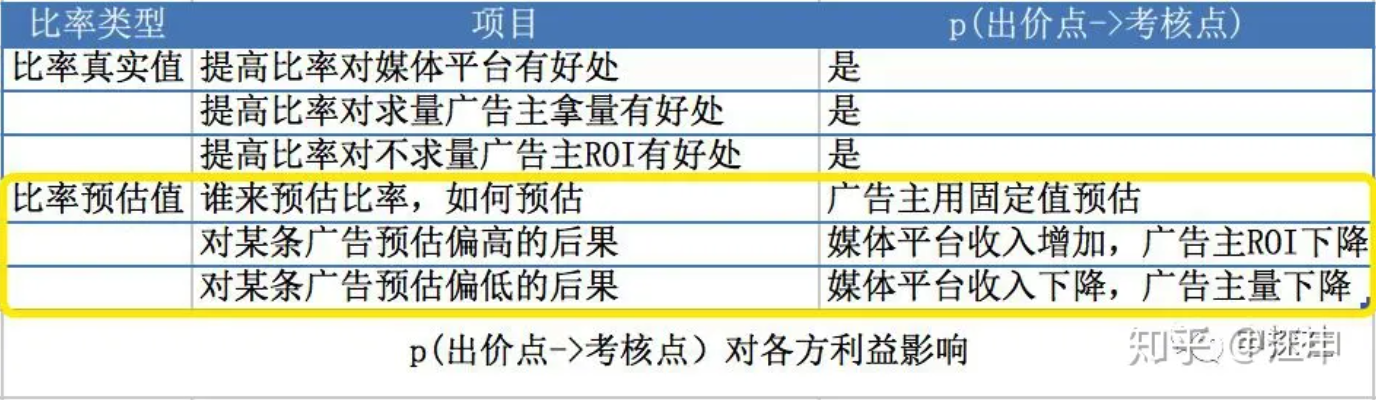 比率类型 项目 p(出价点->考核点)
比率真实值 提高比率对媒体平台有好处 是
提高比率对求量广告主拿量有好处 是
提高比率对不求量广告主ROI有好处 是
比率预估值 谁来预估比率，如何预估 广告主用固定值预估
对某条广告预估偏高的后果 媒体平台收入增加，广告主ROI下降
对某条广告预估偏低的后果 媒体平台收入下降，广告主量下降
p(出价点->考核点）对各方利益影响
知乎